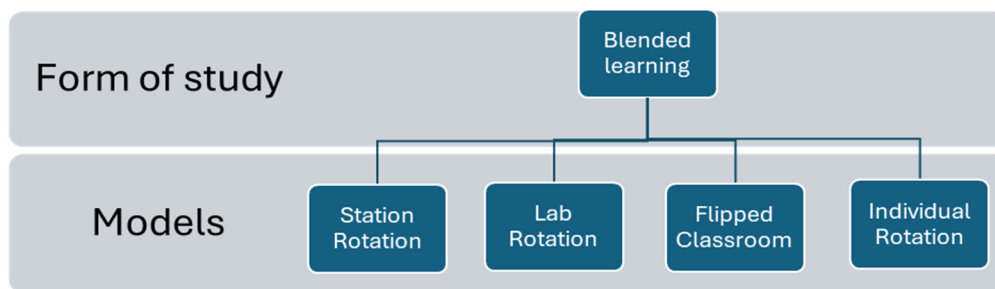 Form of study
Blended
learning
Models
Station
Rotation
Lab
Rotation
Flipped
Classroom
Individual
Rotation